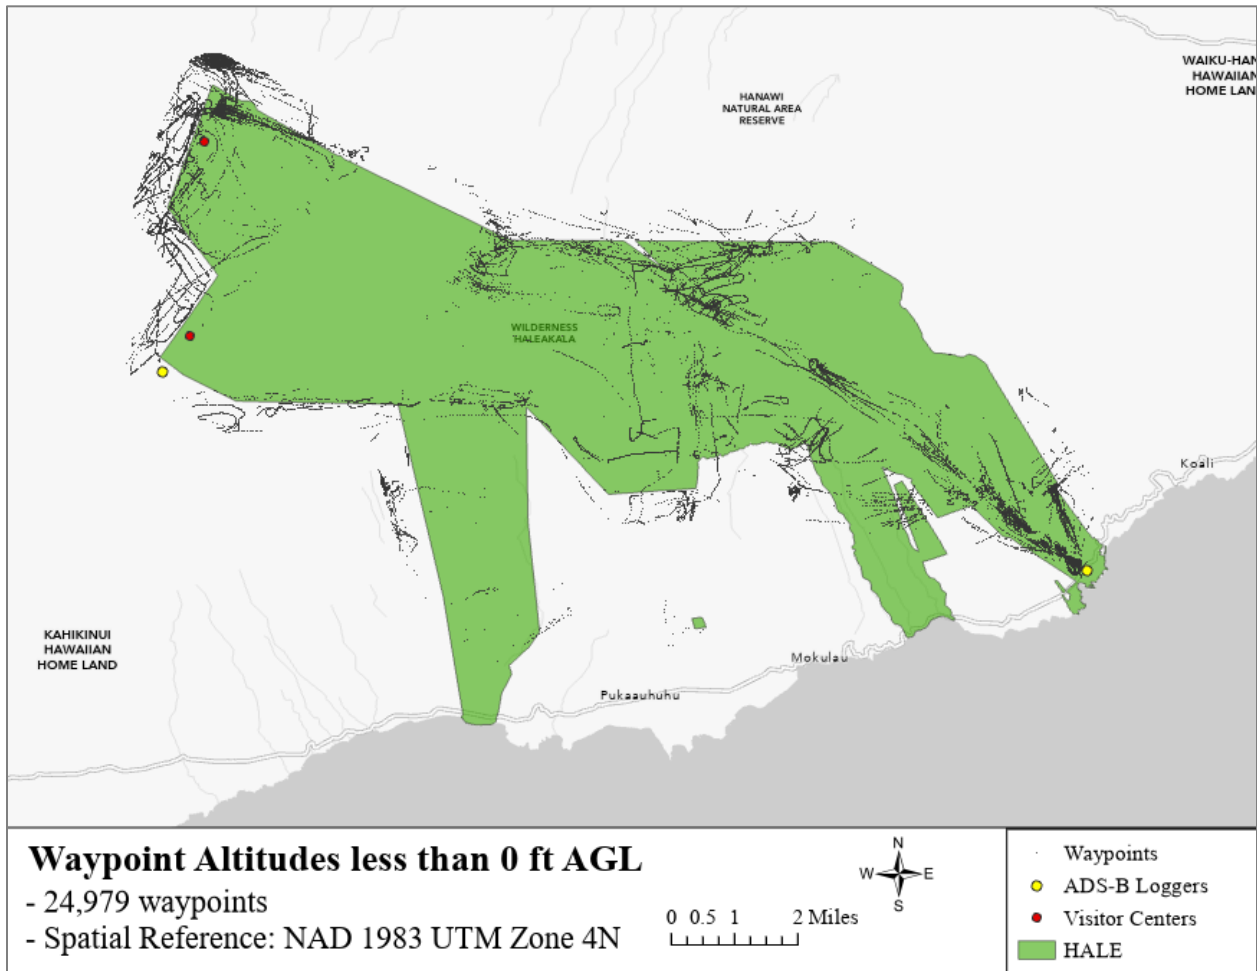 WAIKU-HAN
HAWAIIAN
HOME LAN
HANAWI
NATURAL AREA
RESERVE
WILDERNESS
HALEAKALA
Koali
KAHIKINUI
HAWAIIAN
HOME LAND
Mokulau
Pukaauhuhu
Waypoint Altitudes less than 0 ft AGL
- 24,979 waypoints
- Spatial Reference: NAD 1983 UTM Zone 4N
N
W E
S
0 0.5 1 2 Miles
Waypoints
ADS-B Loggers
Visitor Centers
HALE